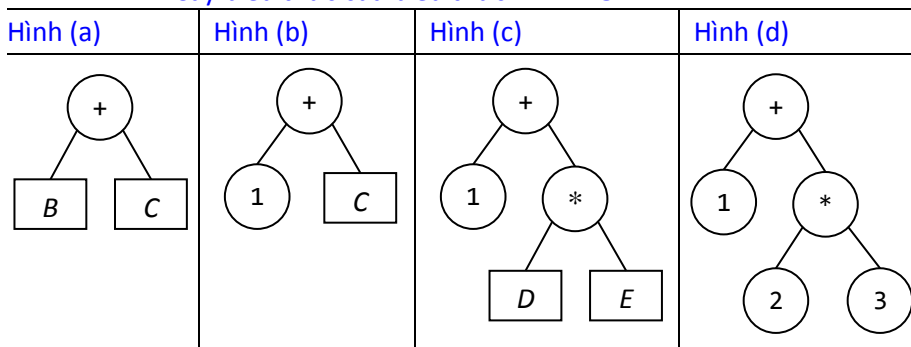 Hình (a) Hình (b) Hình (c) Hình (d)
+ + + +
B C 1 C 1 * 1 *
D E 2 3